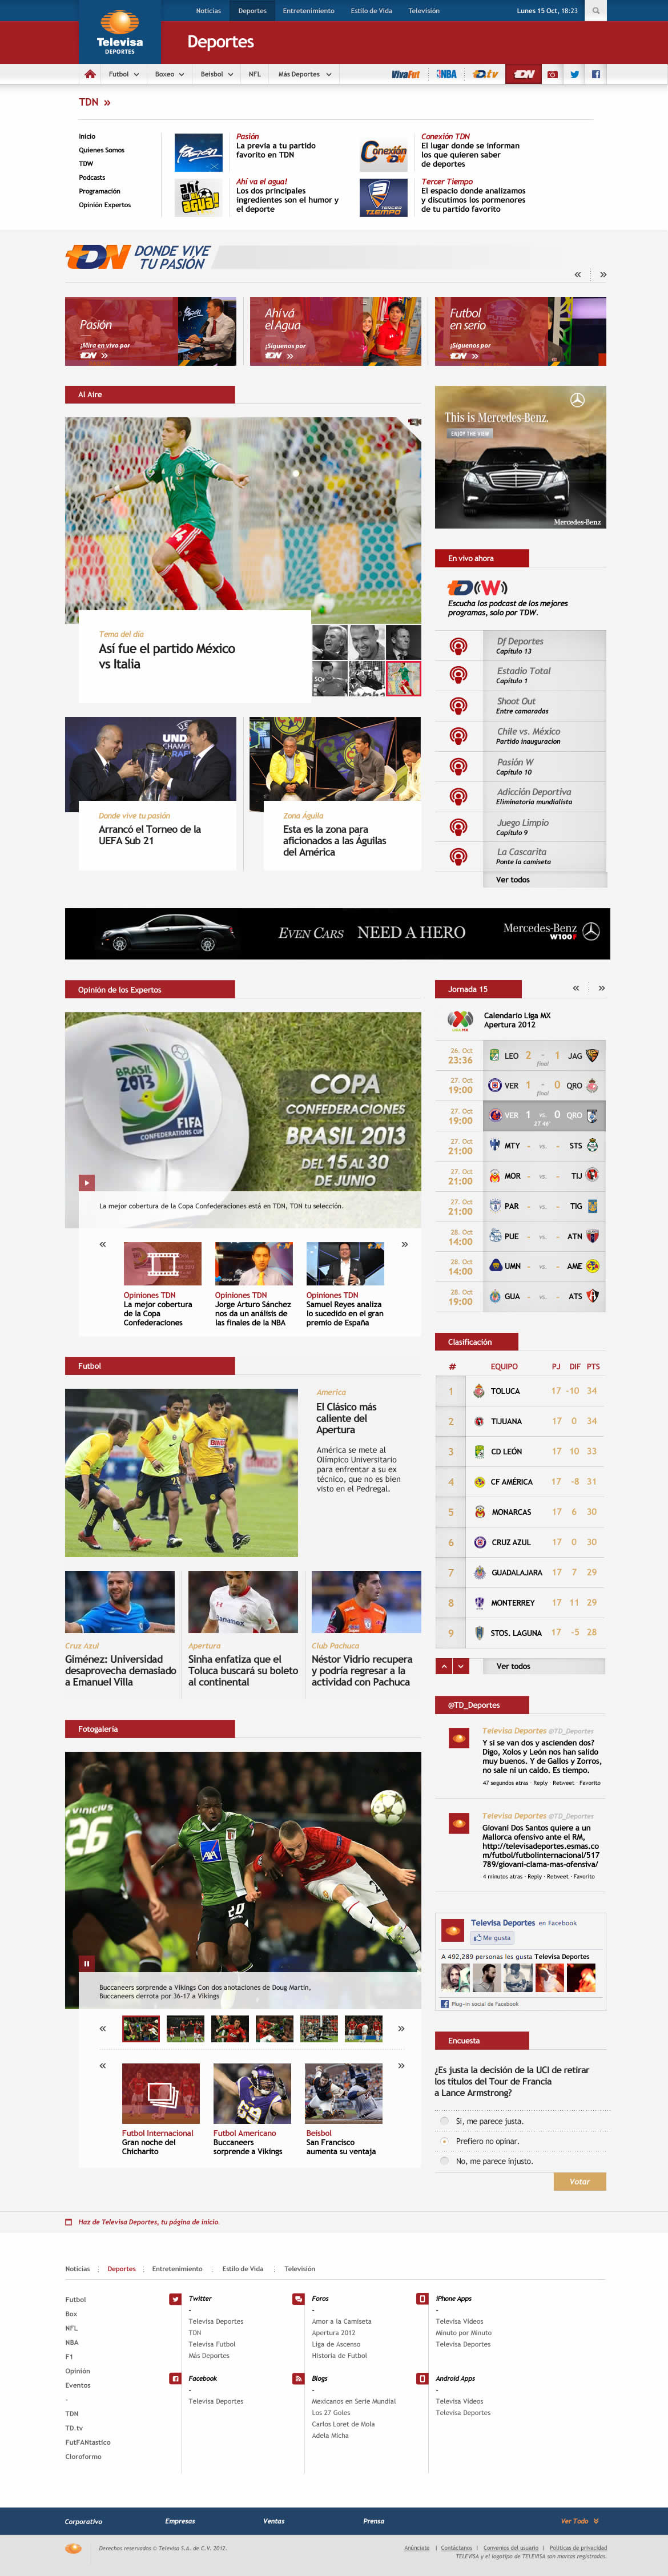 Noticias Deportes Entretenimiento Estilo de Vida Televisión
Lunes 15 Oct, 18:23
Televisa
DEPORTES
Deportes
Futbol Boxeo Beisbol NFL Más Deportes
VivaFut NBA TD.tv TDN
TDN »
Inicio
Quienes Somos
TDW
Podcasts
Programación
Opinión Expertos
Pasión
La previa a tu partido
favorito en TDN
Ahí va el agua!
Los dos principales
ingredientes son el humor y
el deporte
Conexión TDN
El lugar donde se informan
los que quieren saber
de deportes
Tercer Tiempo
El espacio donde analizamos
y discutimos los pormenores
de tu partido favorito
TDN DONDE VIVE
TU PASIÓN
« »
Pasión
¡Mira en vivo por
TDN »
Ahí vá
el Agua
¡Síguenos por
TDN »
Futbol
en serio
¡Síguenos por
TDN »
Al Aire
Tema del día
Así fue el partido México
vs Italia
Donde vive tu pasión
Arrancó el Torneo de la
UEFA Sub 21
Zona Águila
Esta es la zona para
aficionados a las Águilas
del América
This is Mercedes-Benz.
ENJOY THE VIEW
Mercedes-Benz
En vivo ahora
TD(W)
Escucha los podcast de los mejores
programas, solo por TDW.
Df Deportes
Capítulo 13
Estadio Total
Capítulo 1
Shoot Out
Entre camaradas
Chile vs. México
Partido inauguracion
Pasión W
Capítulo 10
Adicción Deportiva
Eliminatoria mundialista
Juego Limpio
Capítulo 9
La Cascarita
Ponte la camiseta
Ver todos
EVEN CARS NEED A HERO
Mercedes-Benz
W100
Opinión de los Expertos
BRASIL
2013
FIFA
CONFEDERATIONS CUP
COPA
CONFEDERACIONES
BRASIL 2013
DEL 15 AL 30
DE JUNIO
La mejor cobertura de la Copa Confederaciones está en TDN, TDN tu selección.
« »
Opiniones TDN
La mejor cobertura
de la Copa
Confederaciones
Opiniones TDN
Jorge Arturo Sánchez
nos da un análisis de
las finales de la NBA
Opiniones TDN
Samuel Reyes analiza
lo sucedido en el gran
premio de España
Jornada 15 « »
Calendario Liga MX
Apertura 2012
26. Oct
23:36 LEO 2 - 1 JAG
final
27. Oct
19:00 VER 1 - 0 QRO
final
27. Oct
19:00 VER 1 vs. 0 QRO
27' 46'
27. Oct
21:00 MTY - vs. - STS
27. Oct
21:00 MOR - vs. - TIJ
27. Oct
21:00 PAR - vs. - TIG
28. Oct
14:00 PUE - vs. - ATN
28. Oct
14:00 UMN - vs. - AME
28. Oct
19:00 GUA - vs. - ATS
Clasificación
# EQUIPO PJ DIF PTS
1 TOLUCA 17 -10 34
2 TIJUANA 17 0 34
3 CD LEÓN 17 10 33
4 CF AMÉRICA 17 -8 31
5 MONARCAS 17 6 30
6 CRUZ AZUL 17 0 30
7 GUADALAJARA 17 7 29
8 MONTERREY 17 11 29
9 STOS. LAGUNA 17 -5 28
Ver todos
Futbol
America
El Clásico más
caliente del
Apertura
América se mete al
Olímpico Universitario
para enfrentar a su ex
técnico, que no es bien
visto en el Pedregal.
Cruz Azul
Giménez: Universidad
desaprovecha demasiado
a Emanuel Villa
Apertura
Sinha enfatiza que el
Toluca buscará su boleto
al continental
Club Pachuca
Néstor Vidrio recupera
y podría regresar a la
actividad con Pachuca
@TD_Deportes
Televisa Deportes @TD_Deportes
Y si se van dos y ascienden dos?
Digo, Xolos y León nos han salido
muy buenos. Y de Gallos y Zorros,
no sale ni un caldo. Es tiempo.
47 segundos atras · Reply · Retweet · Favorito
Televisa Deportes @TD_Deportes
Giovani Dos Santos quiere a un
Mallorca ofensivo ante el RM,
http://televisadeportes.esmas.co
m/futbol/futbolinternacional/517
789/giovani-clama-mas-ofensiva/
4 minutos atras · Reply · Retweet · Favorito
Fotogaleria
VINICIUS
26
AXA
20
Buccaneers sorprende a Vikings Con dos anotaciones de Doug Martin,
Buccaneers derrota por 36-17 a Vikings
« »
« »
Futbol Internacional
Gran noche del
Chicharito
Futbol Americano
Buccaneers
sorprende a Vikings
Beisbol
San Francisco
aumenta su ventaja
Televisa Deportes en Facebook
Me gusta
A 492,289 personas les gusta Televisa Deportes
Plug-in social de Facebook
Encuesta
¿Es justa la decisión de la UCI de retirar
los títulos del Tour de Francia
a Lance Armstrong?
Si, me parece justa.
Prefiero no opinar.
No, me parece injusto.
Votar
Haz de Televisa Deportes, tu página de inicio.
Noticias Deportes Entretenimiento Estilo de Vida Televisión
Futbol
Box
NFL
NBA
F1
Opinión
Eventos
-
TDN
TD.tv
FutFANtastico
Cloroformo
Twitter
-
Televisa Deportes
TDN
Televisa Futbol
Más Deportes
Facebook
-
Televisa Deportes
Foros
-
Amor a la Camiseta
Apertura 2012
Liga de Ascenso
Historia de Futbol
Blogs
-
Mexicanos en Serie Mundial
Los 27 Goles
Carlos Loret de Mola
Adela Micha
iPhone Apps
-
Televisa Videos
Minuto por Minuto
Televisa Deportes
Android Apps
-
Televisa Videos
Televisa Deportes
Corporativo Empresas Ventas Prensa Ver Todo
Derechos reservados © Televisa S.A. de C.V. 2012.
Anúnciate | Contáctanos | Convenios del usuario | Políticas de privacidad
TELEVISA y el logotipo de TELEVISA son marcas registradas.